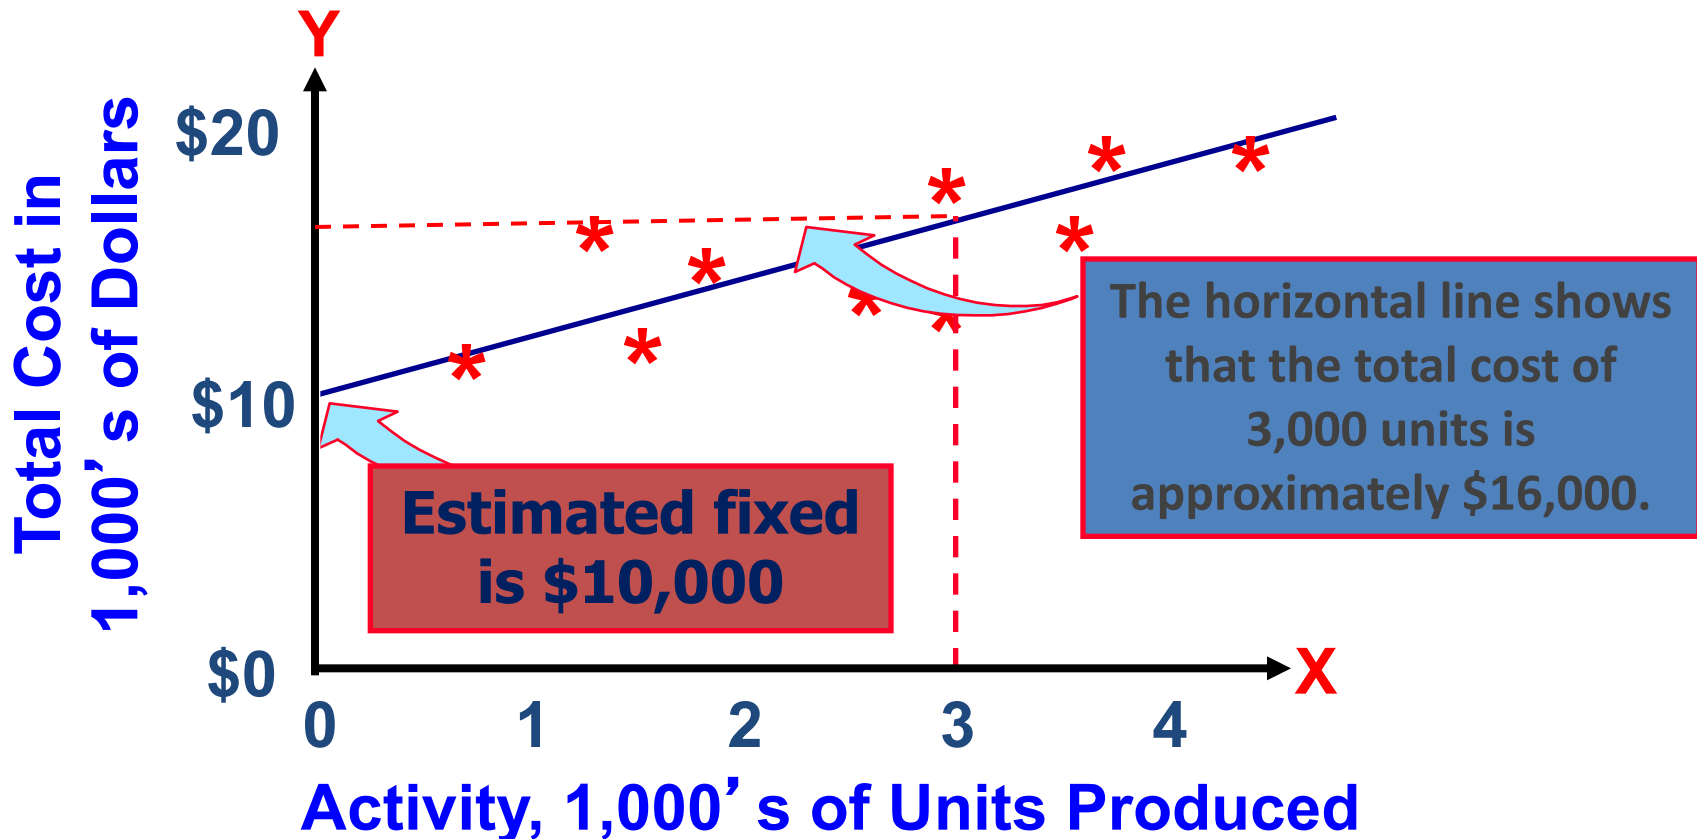 Y
Total Cost in
1,000’s of Dollars
$20
$10
$0
The horizontal line shows
that the total cost of
3,000 units is
approximately $16,000.
Estimated fixed
is $10,000
X
0 1 2 3 4
Activity, 1,000’s of Units Produced